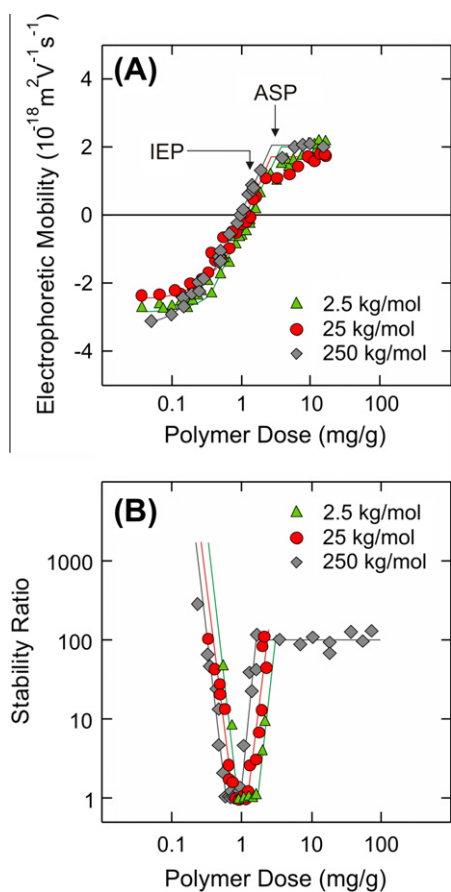 (A)
Electrophoretic Mobility (10⁻¹⁸ m² V⁻¹ s⁻¹)
4
2
0
-2
-4
ASP
IEP
2.5 kg/mol
25 kg/mol
250 kg/mol
0.1 1 10 100
Polymer Dose (mg/g)
(B)
Stability Ratio
2.5 kg/mol
25 kg/mol
250 kg/mol
1000
100
10
1
0.1 1 10 100
Polymer Dose (mg/g)